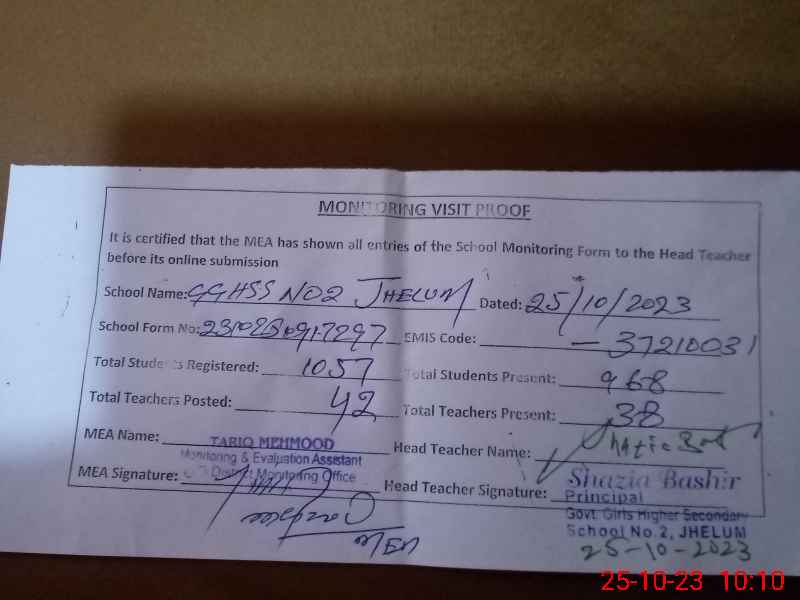 MONITORING VISIT PROOF
It is certified that the MEA has shown all entries of the School Monitoring Form to the Head Teacher
before its online submission
School Name: GGHSS NO2 JHELUM Dated: 25/10/2023
School Form No: EMIS Code: - 37210031
Total Students Registered: 1057 Total Students Present: 968
Total Teachers Posted: 42 Total Teachers Present: 38
MEA Name: TARIQ MEHMOOD Head Teacher Name:
Monitoring & Evaluation Assistant
MEA Signature: District Monitoring Office Head Teacher Signature: Shazia Bashir
Principal
Govt. Girls Higher Secondary
School No.2, JHELUM
MEA
25-10-2023
25-10-23 10:10